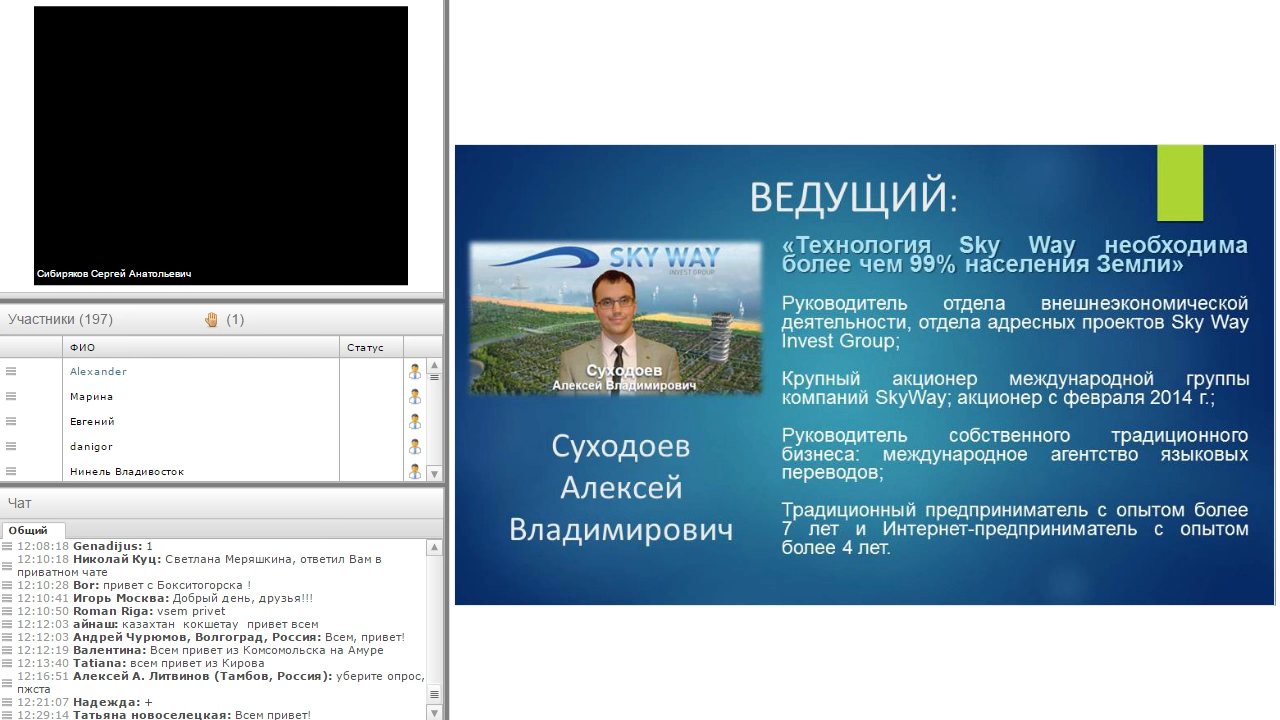 Сибиряков Сергей Анатольевич
Участники (197)
(1)
ФИО
Статус
Alexander
Марина
Евгений
danigor
Нинель Владивосток
Чат
Общий
12:08:18 Genadijus: 1
12:10:18 Николай Куц: Светлана Меряшкина, ответил Вам в
приватном чате
12:10:28 Bor: привет с Бокситогорска !
12:10:41 Игорь Москва: Добрый день, друзья!!!
12:10:50 Roman Riga: vsem privet
12:12:03 айнаш: казахтан кокшетау привет всем
12:12:03 Андрей Чурюмов, Волгоград, Россия: Всем, привет!
12:12:19 Валентина: Всем привет из Комсомольска на Амуре
12:13:40 Tatiana: всем привет из Кирова
12:16:51 Алексей А. Литвинов (Тамбов, Россия): уберите опрос,
пжста
12:21:07 Надежда: +
12:29:14 Татьяна новоселецкая: Всем привет!
ВЕДУЩИЙ:
SKY WAY
INVEST GROUP
Суходоев
Алексей Владимирович
Суходоев
Алексей
Владимирович
«Технология Sky Way необходима
более чем 99% населения Земли»
Руководитель отдела внешнеэкономической
деятельности, отдела адресных проектов Sky Way
Invest Group;
Крупный акционер международной группы
компаний SkyWay; акционер с февраля 2014 г.;
Руководитель собственного традиционного
бизнеса: международное агентство языковых
переводов;
Традиционный предприниматель с опытом более
7 лет и Интернет-предприниматель с опытом
более 4 лет.